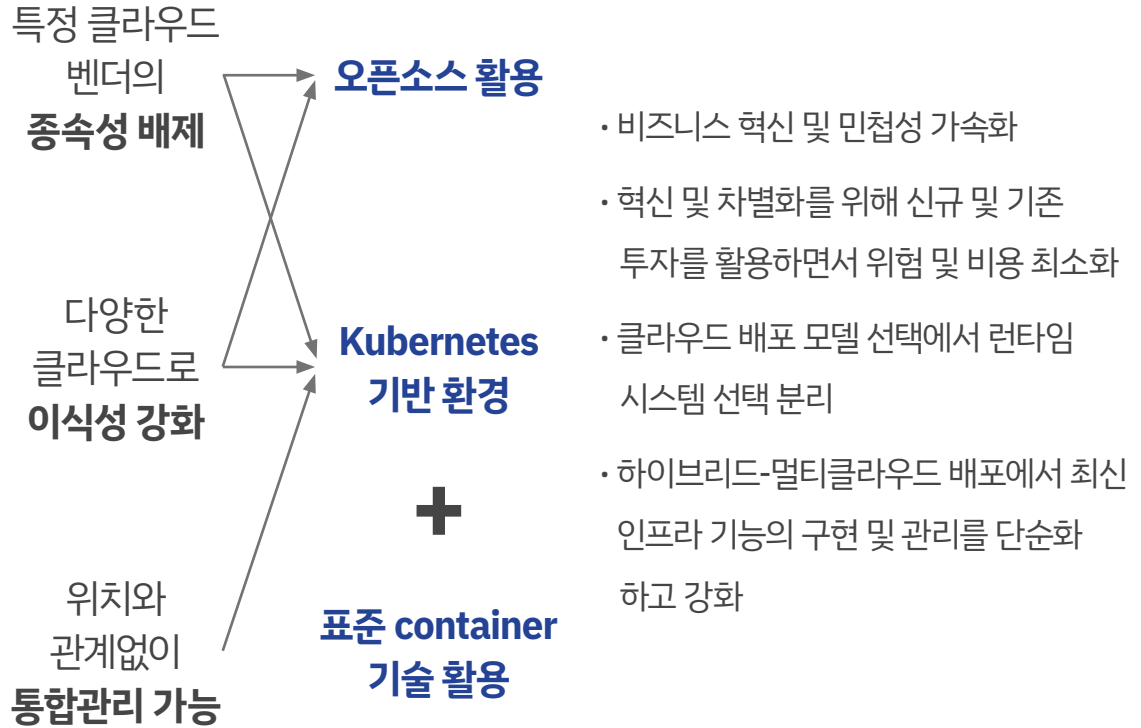 특정 클라우드
벤더의
종속성 배제
다양한
클라우드로
이식성 강화
위치와
관계없이
통합관리 가능
오픈소스 활용
Kubernetes
기반 환경
+
표준 container
기술 활용
· 비즈니스 혁신 및 민첩성 가속화
· 혁신 및 차별화를 위해 신규 및 기존
투자를 활용하면서 위험 및 비용 최소화
· 클라우드 배포 모델 선택에서 런타임
시스템 선택 분리
· 하이브리드-멀티클라우드 배포에서 최신
인프라 기능의 구현 및 관리를 단순화
하고 강화